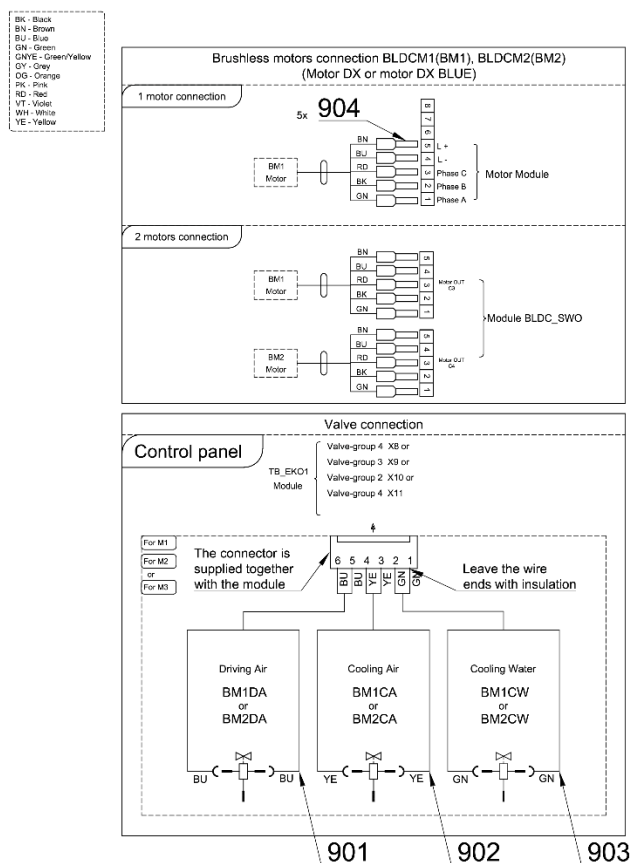 BK - Black
BN - Brown
BU - Blue
GN - Green
GNYE - Green/Yellow
GY - Grey
OG - Orange
PK - Pink
RD - Red
VT - Violet
WH - White
YE - Yellow
Brushless motors connection BLDCM1(BM1), BLDCM2(BM2)
(Motor DX or motor DX BLUE)
1 motor connection
5x 904
BM1
Motor
BN
BU
RD
BK
GN
8
7
6
5 L +
4 L -
3 Phase C
2 Phase B
1 Phase A
Motor Module
2 motors connection
BM1
Motor
BN
BU
RD
BK
GN
5
4
3
2
1
Motor OUT
C3
Module BLDC_SWO
BM2
Motor
BN
BU
RD
BK
GN
5
4
3
2
1
Motor OUT
C4
Valve connection
Control panel
TB_EKO1
Module
Valve-group 4 X8 or
Valve-group 3 X9 or
Valve-group 2 X10 or
Valve-group 4 X11
For M1
For M2
or
For M3
The connector is
supplied together
with the module
6 5 4 3 2 1
BU BU YE YE GN GN
Leave the wire
ends with insulation
Driving Air
BM1DA
or
BM2DA
Cooling Air
BM1CA
or
BM2CA
Cooling Water
BM1CW
or
BM2CW
BU BU YE YE GN GN
901 902 903